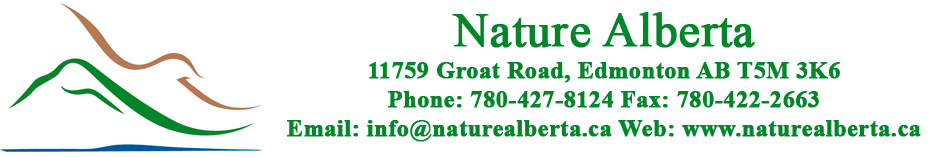 Nature Alberta
11759 Groat Road, Edmonton AB T5M 3K6
Phone: 780-427-8124 Fax: 780-422-2663
Email: info@naturealberta.ca Web: www.naturealberta.ca